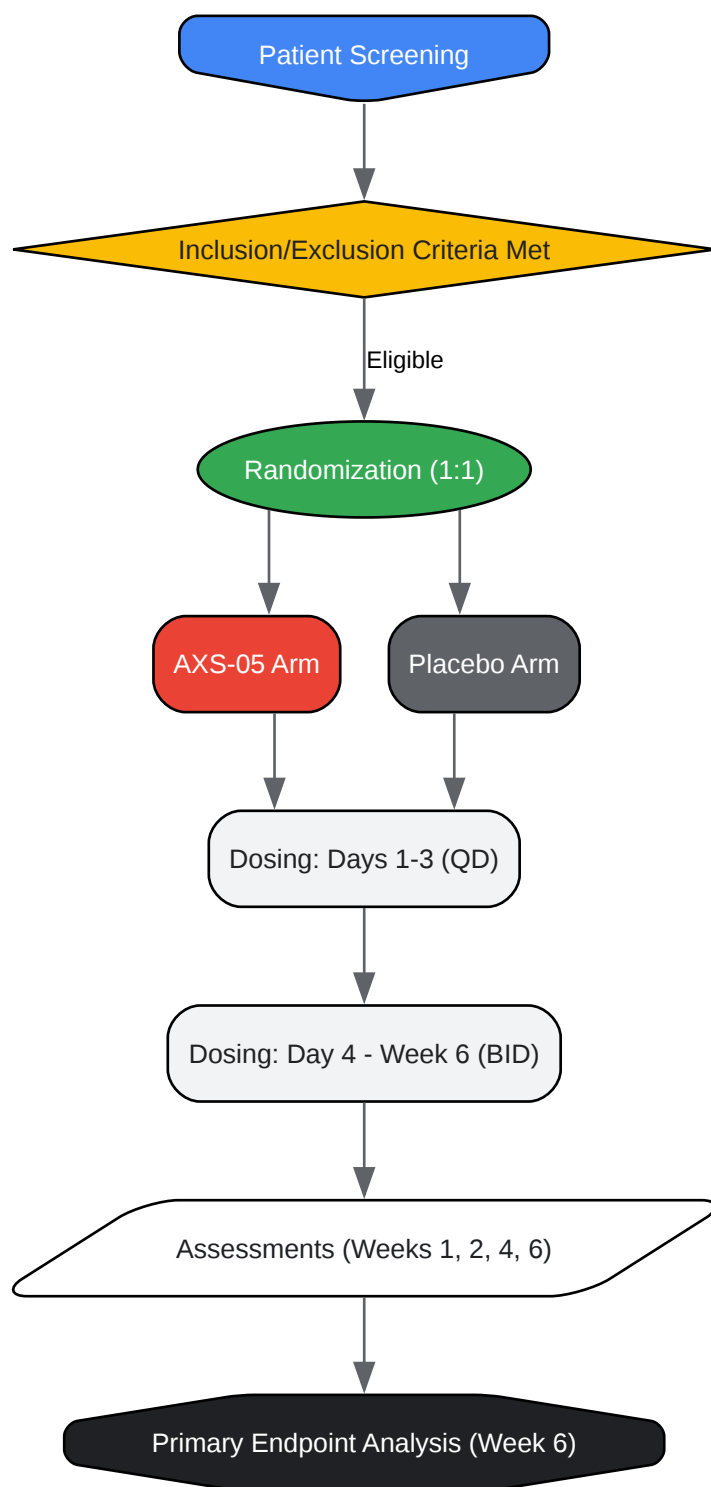 Patient Screening
Inclusion/Exclusion Criteria Met
Eligible
Randomization (1:1)
AXS-05 Arm
Placebo Arm
Dosing: Days 1-3 (QD)
Dosing: Day 4 - Week 6 (BID)
Assessments (Weeks 1, 2, 4, 6)
Primary Endpoint Analysis (Week 6)